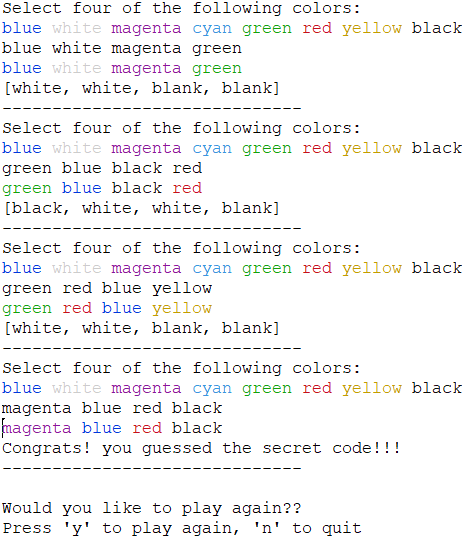 Select four of the following colors:
blue white magenta cyan green red yellow black
blue white magenta green
blue white magenta green
[white, white, blank, blank]
------------------------------
Select four of the following colors:
blue white magenta cyan green red yellow black
green blue black red
green blue black red
[black, white, white, blank]
------------------------------
Select four of the following colors:
blue white magenta cyan green red yellow black
green red blue yellow
green red blue yellow
[white, white, blank, blank]
------------------------------
Select four of the following colors:
blue white magenta cyan green red yellow black
magenta blue red black
magenta blue red black
Congrats! you guessed the secret code!!!
------------------------------
Would you like to play again??
Press 'y' to play again, 'n' to quit